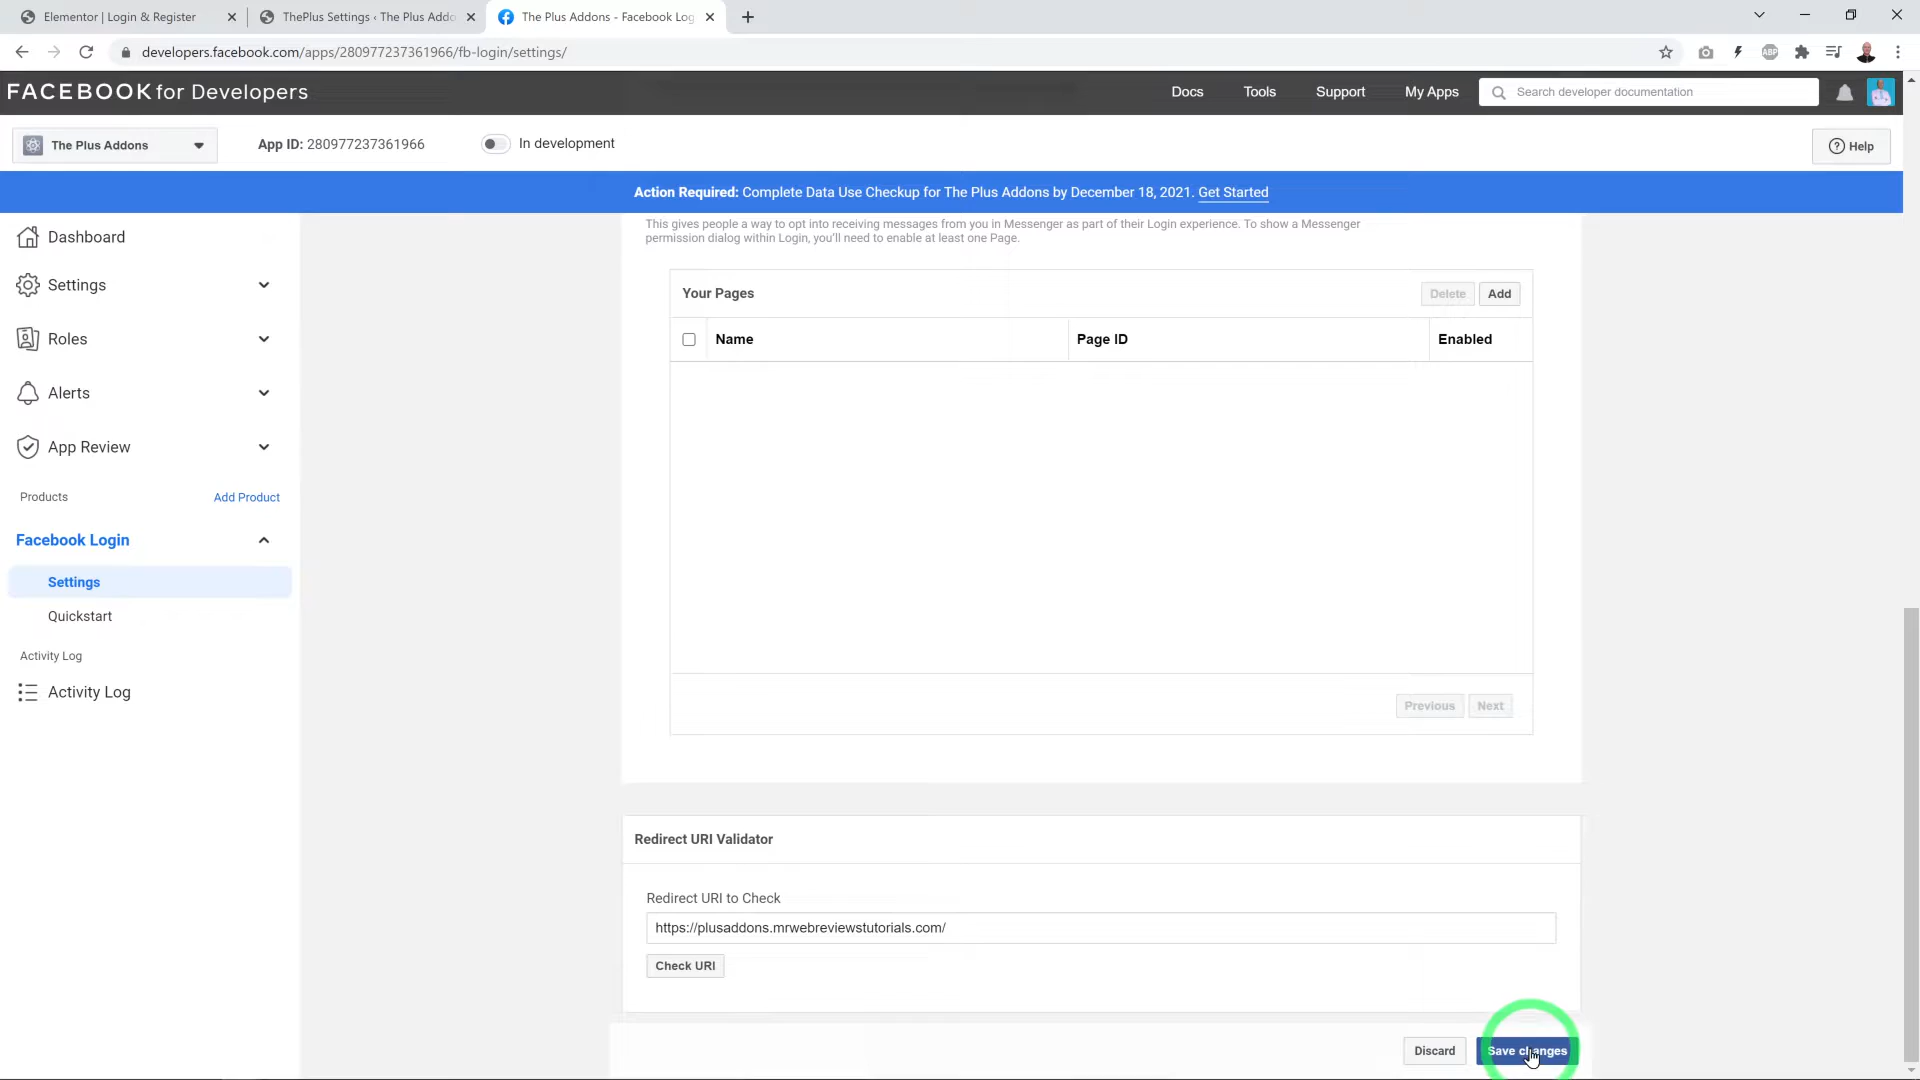 Elementor | Login & Register
ThePlus Settings ‹ The Plus Addo
The Plus Addons - Facebook Log
developers.facebook.com/apps/280977237361966/fb-login/settings/
ABP
FACEBOOK for Developers
Docs
Tools
Support
My Apps
Search developer documentation
The Plus Addons
App ID: 280977237361966
In development
Help
Action Required: Complete Data Use Checkup for The Plus Addons by December 18, 2021. Get Started
Dashboard
Settings
Roles
Alerts
App Review
Products
Add Product
Facebook Login
Settings
Quickstart
Activity Log
Activity Log
This gives people a way to opt into receiving messages from you in Messenger as part of their Login experience. To show a Messenger
permission dialog within Login, you'll need to enable at least one Page.
Your Pages
Delete
Add
Name
Page ID
Enabled
Previous
Next
Redirect URI Validator
Redirect URI to Check
https://plusaddons.mrwebreviewstutorials.com/
Check URI
Discard
Save changes